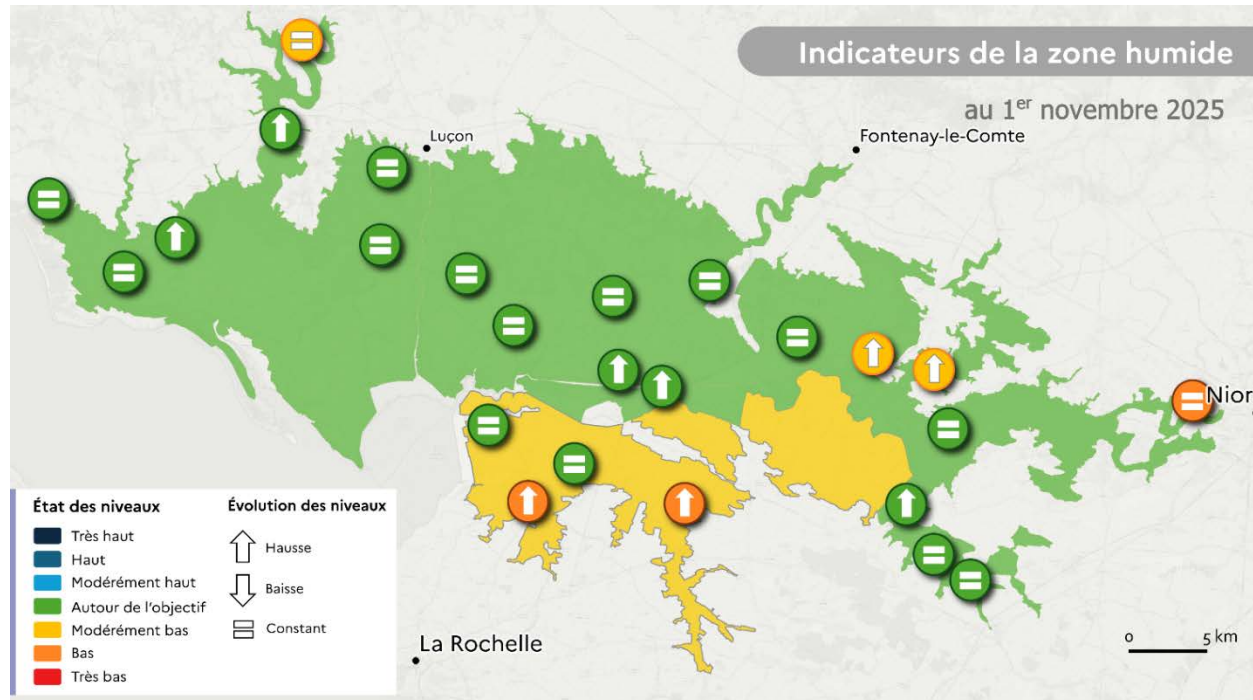 Indicateurs de la zone humide
au 1er novembre 2025
Luçon
Fontenay-le-Comte
Nior
La Rochelle
État des niveaux
Très haut
Haut
Modérément haut
Autour de l'objectif
Modérément bas
Bas
Très bas
Évolution des niveaux
Hausse
Baisse
Constant
0 5 km